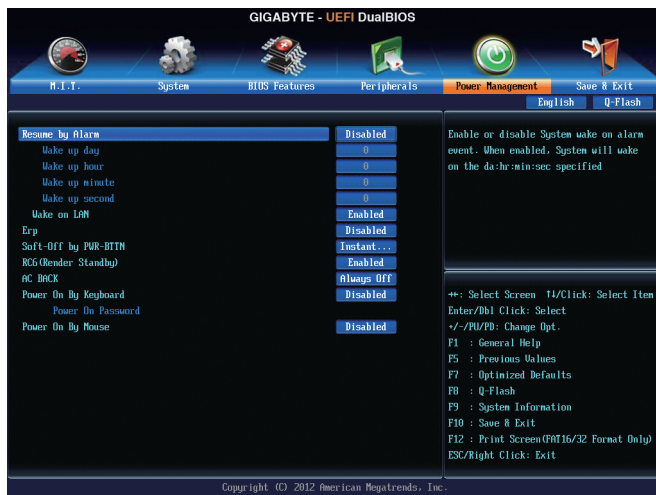 GIGABYTE - UEFI DualBIOS
M.I.T. System BIOS Features Peripherals Power Management Save & Exit
English Q-Flash
Resume by Alarm Disabled
Wake up day 0
Wake up hour 0
Wake up minute 0
Wake up second 0
Wake on LAN Enabled
Erp Disabled
Soft-Off by PWR-BTTN Instant...
RC6(Render Standby) Enabled
AC BACK Always Off
Power On By Keyboard Disabled
Power On Password
Power On By Mouse Disabled
Enable or disable System wake on alarm
event. When enabled, System will wake
on the da:hr:min:sec specified
→←: Select Screen ↑↓/Click: Select Item
Enter/Dbl Click: Select
+/-/PU/PD: Change Opt.
F1 : General Help
F5 : Previous Values
F7 : Optimized Defaults
F8 : Q-Flash
F9 : System Information
F10 : Save & Exit
F12 : Print Screen(FAT16/32 Format Only)
ESC/Right Click: Exit
Copyright (C) 2012 American Megatrends, Inc.